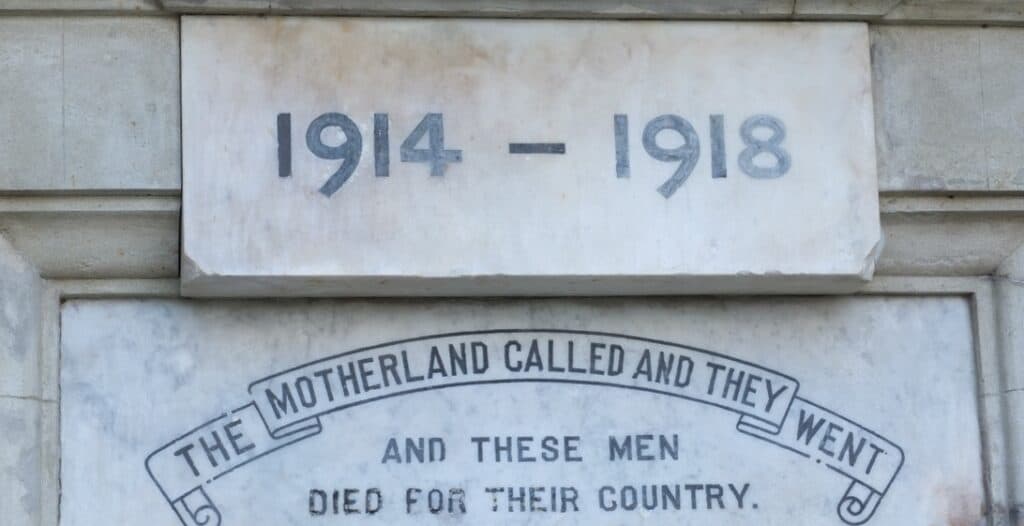 1914 – 1918
THE MOTHERLAND CALLED AND THEY WENT
AND THESE MEN
DIED FOR THEIR COUNTRY.